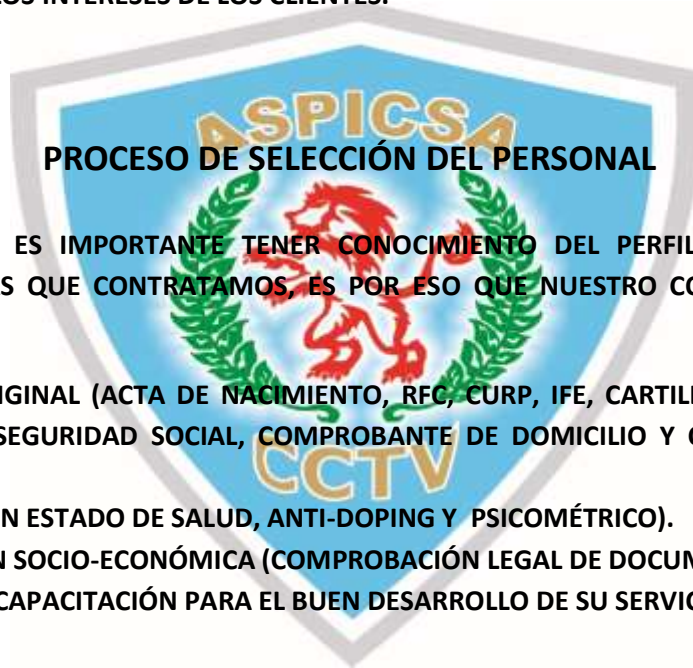 LOS INTERESES DE LOS CLIENTES.
ASPICSA
PROCESO DE SELECCIÓN DEL PERSONAL
ES IMPORTANTE TENER CONOCIMIENTO DEL PERFIL
S QUE CONTRATAMOS, ES POR ESO QUE NUESTRO CO
IGINAL (ACTA DE NACIMIENTO, RFC, CURP, IFE, CARTIL
SEGURIDAD SOCIAL, COMPROBANTE DE DOMICILIO Y
CCTV
N ESTADO DE SALUD, ANTI-DOPING Y PSICOMÉTRICO).
N SOCIO-ECONÓMICA (COMPROBACIÓN LEGAL DE DOCUM
CAPACITACIÓN PARA EL BUEN DESARROLLO DE SU SERVIC